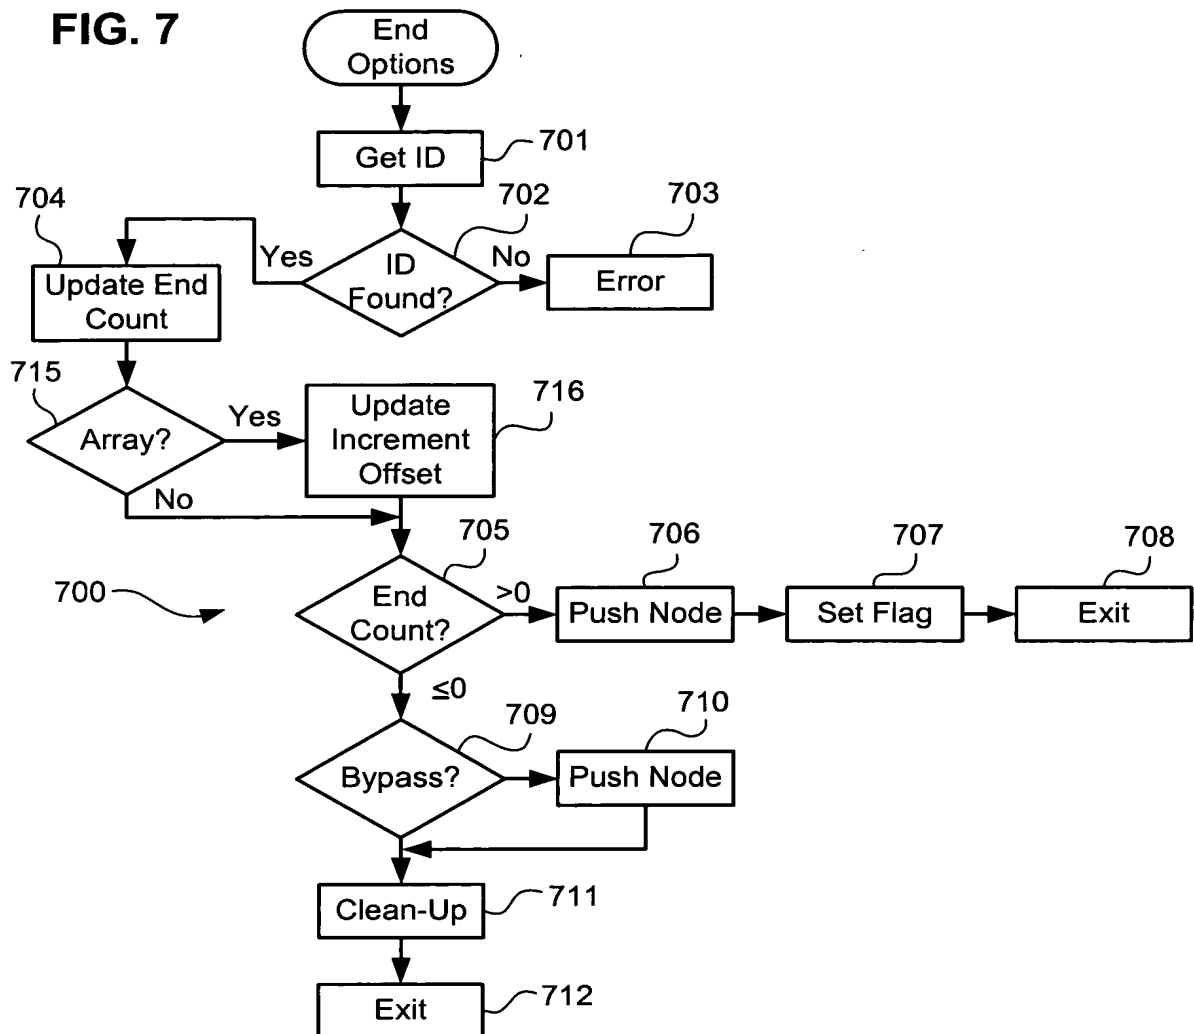 FIG. 7
End
Options
Get ID
701
702
703
704
Yes
ID
Found?
No
Error
Update End
Count
715
Array?
Yes
Update
Increment
Offset
716
No
705
706
707
708
700
End
Count?
>0
Push Node
Set Flag
Exit
≤0
709
710
Bypass?
Push Node
Clean-Up
711
Exit
712